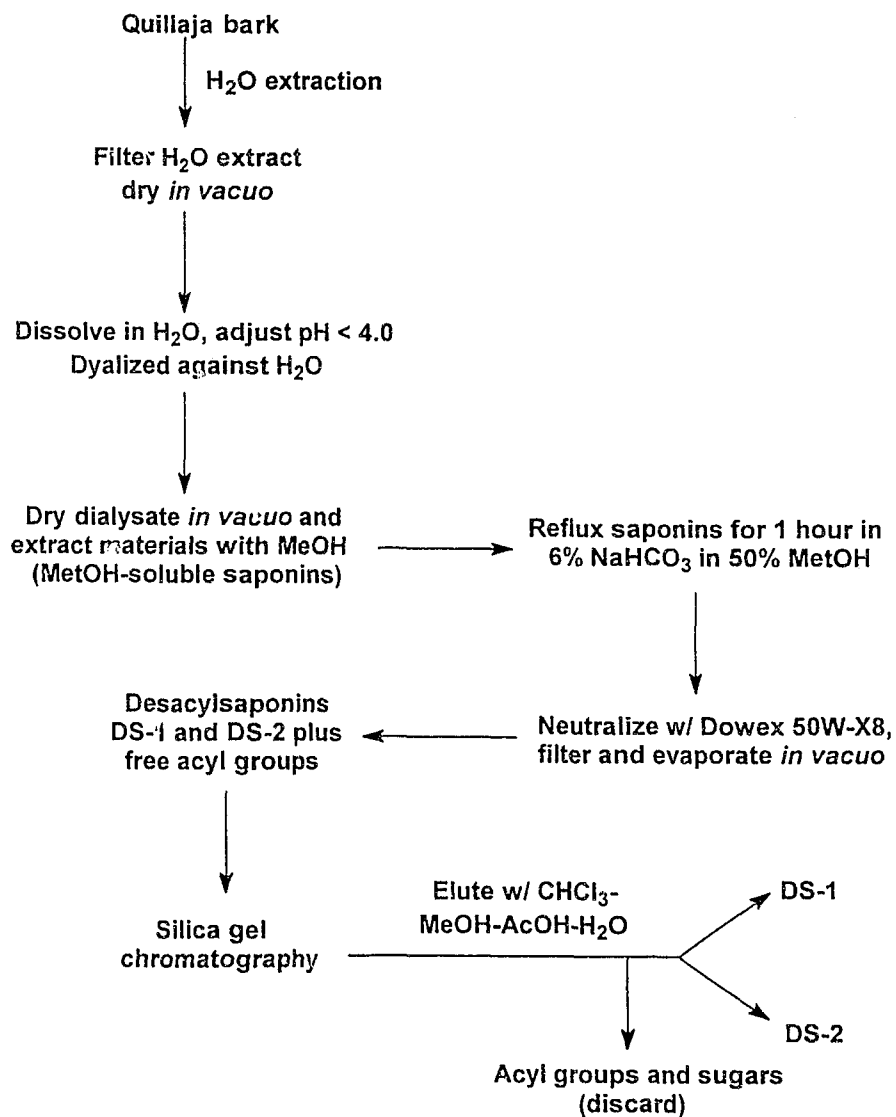 Quillaja bark
H₂O extraction
Filter H₂O extract
dry in vacuo
Dissolve in H₂O, adjust pH < 4.0
Dyalized against H₂O
Dry dialysate in vacuo and
extract materials with MeOH
(MetOH-soluble saponins)
Reflux saponins for 1 hour in
6% NaHCO₃ in 50% MetOH
Neutralize w/ Dowex 50W-X8,
filter and evaporate in vacuo
Desacylsaponins
DS-1 and DS-2 plus
free acyl groups
Silica gel
chromatography
Elute w/ CHCl₃-
MeOH-AcOH-H₂O
DS-1
DS-2
Acyl groups and sugars
(discard)